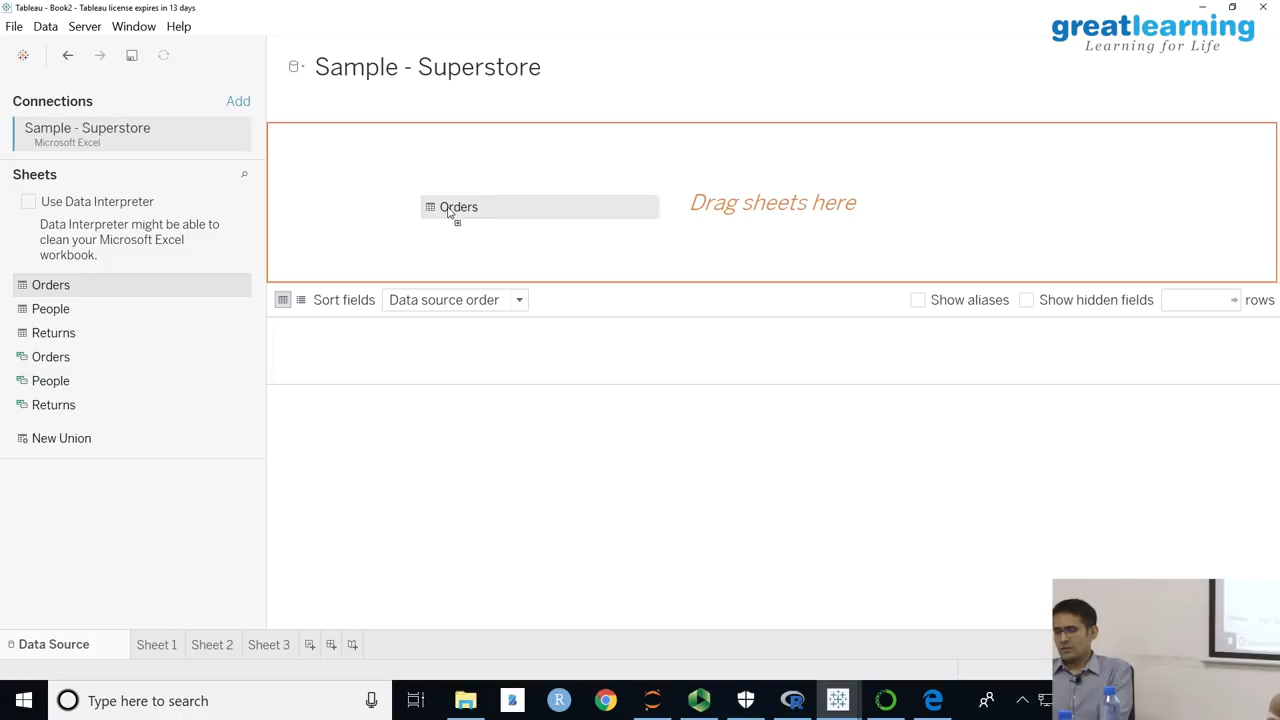 Tableau - Book2 - Tableau license expires in 13 days
File Data Server Window Help
greatlearning
Learning for Life
Connections Add
Sample - Superstore
Microsoft Excel
Sheets
Use Data Interpreter
Data Interpreter might be able to
clean your Microsoft Excel
workbook.
Orders
People
Returns
Orders
People
Returns
New Union
Sample - Superstore
Orders
Drag sheets here
Sort fields Data source order Show aliases Show hidden fields rows
Data Source Sheet 1 Sheet 2 Sheet 3
Type here to search